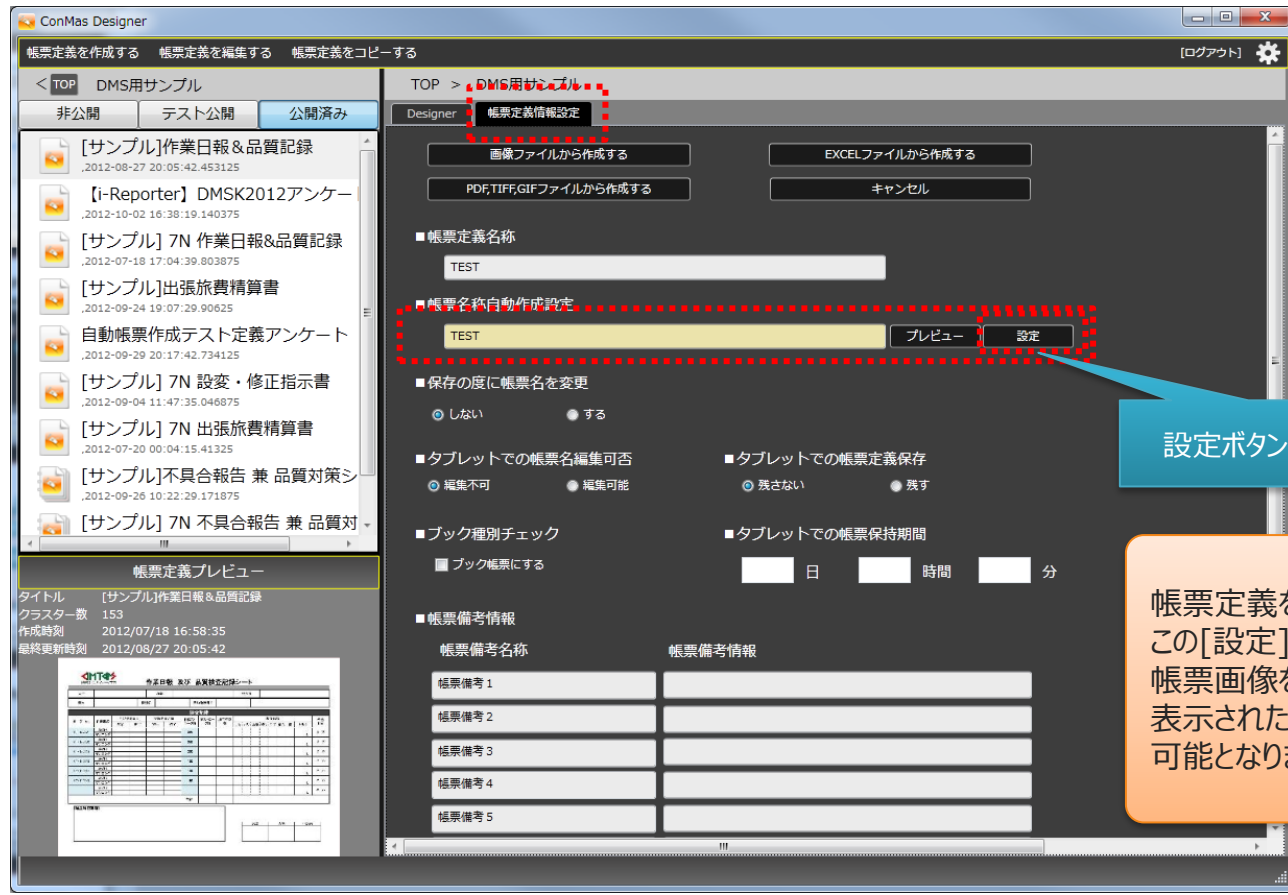 ConMas Designer
帳票定義を作成する 帳票定義を編集する 帳票定義をコピーする
[ログアウト]
< TOP DMS用サンプル
非公開 テスト公開 公開済み
[サンプル]作業日報＆品質記録
,2012-08-27 20:05:42.453125
【i-Reporter】DMSK2012アンケート
,2012-10-02 16:38:19.140375
[サンプル] 7N 作業日報&品質記録
,2012-07-18 17:04:39.803875
[サンプル]出張旅費精算書
,2012-09-24 19:07:29.90625
自動帳票作成テスト定義アンケート
,2012-09-29 20:17:42.734125
[サンプル] 7N 設変・修正指示書
,2012-09-04 11:47:35.046875
[サンプル] 7N 出張旅費精算書
,2012-07-20 00:04:15.41325
[サンプル]不具合報告 兼 品質対策シ
,2012-09-26 10:22:29.171875
[サンプル] 7N 不具合報告 兼 品質対
帳票定義プレビュー
タイトル [サンプル]作業日報&品質記録
クラスター数 153
作成時刻 2012/07/18 16:58:35
最終更新時刻 2012/08/27 20:05:42
作業日報 及び 品質検査記録シート
TOP > DMS用サンプル
Designer 帳票定義情報設定
画像ファイルから作成する EXCELファイルから作成する
PDF,TIFF,GIFファイルから作成する キャンセル
■帳票定義名称
TEST
■帳票名称自動作成設定
TEST プレビュー 設定
■保存の度に帳票名を変更
しない する
■タブレットでの帳票名編集可否 ■タブレットでの帳票定義保存
編集不可 編集可能 残さない 残す
■ブック種別チェック ■タブレットでの帳票保持期間
ブック帳票にする 日 時間 分
■帳票備考情報
帳票備考名称 帳票備考情報
帳票備考1
帳票備考2
帳票備考3
帳票備考4
帳票備考5
設定ボタン
帳票定義を
この[設定]
帳票画像を
表示された
可能となりま